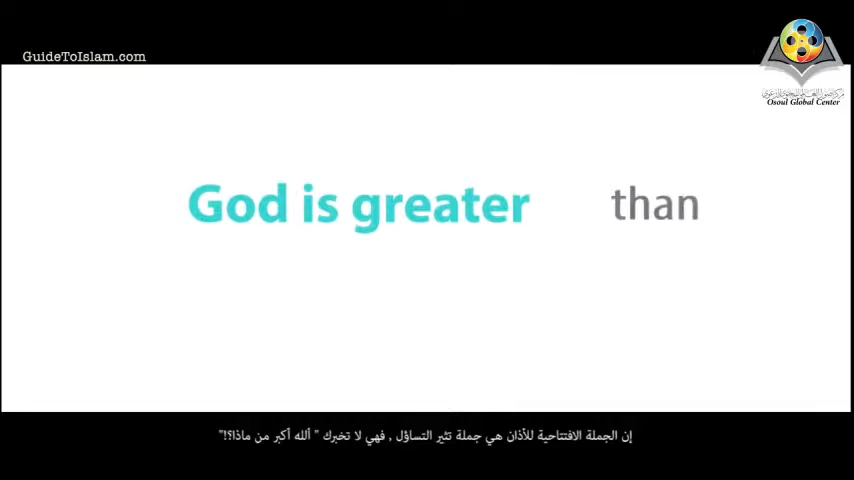 GuideToIslam.com
Osoul Global Center
God is greater than
إن الجملة الافتتاحية للأذان هي جملة تثير التساؤل , فهي لا تخبرك " ألله أكبر من ماذا؟!"